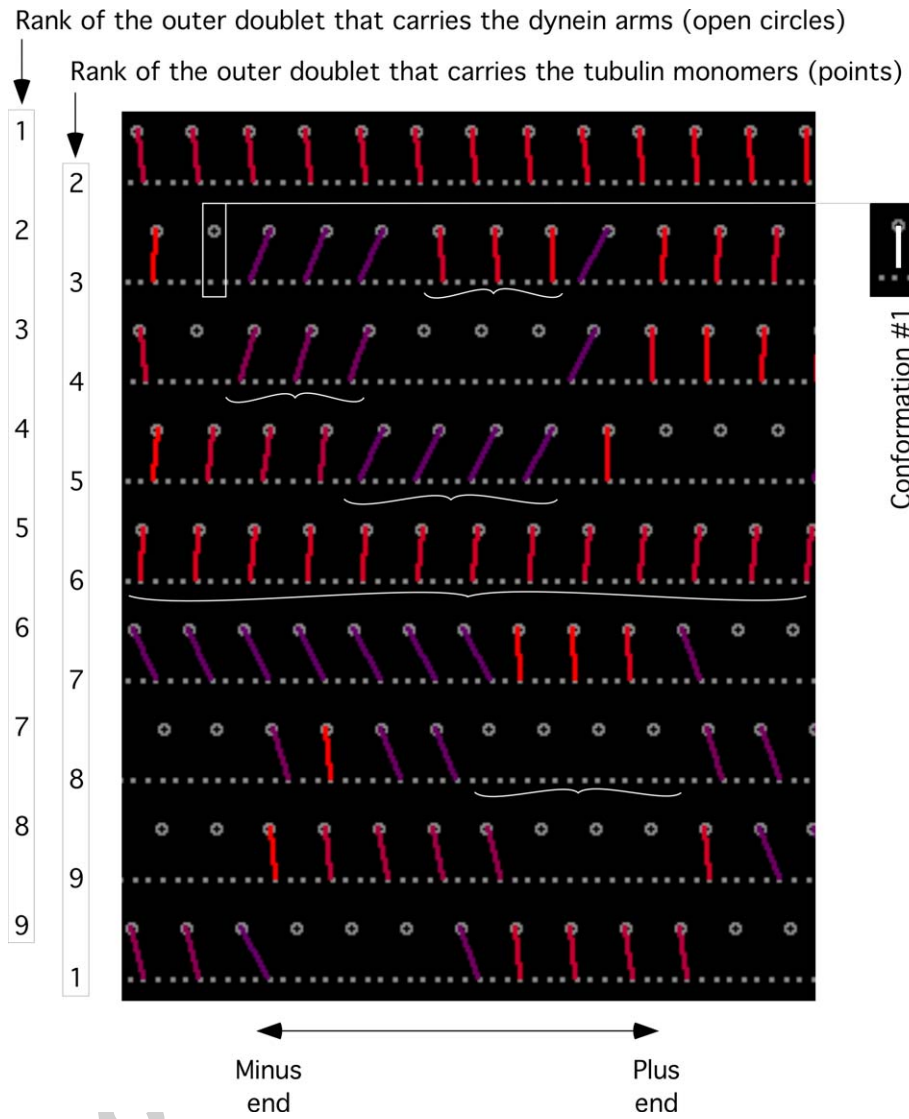 Rank of the outer doublet that carries the dynein arms (open circles)
Rank of the outer doublet that carries the tubulin monomers (points)
1
2
2
3
3
4
4
5
5
6
6
7
7
8
8
9
9
1
Conformation #1
Minus
end
Plus
end